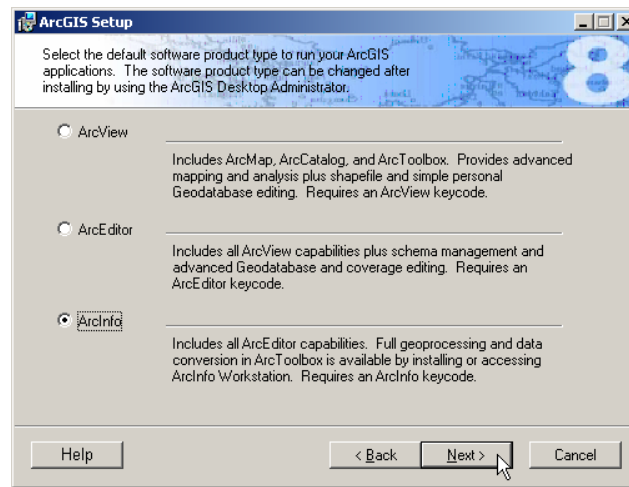 ArcGIS Setup
Select the default software product type to run your ArcGIS
applications. The software product type can be changed after
installing by using the ArcGIS Desktop Administrator.
8
ArcView
Includes ArcMap, ArcCatalog, and ArcToolbox. Provides advanced
mapping and analysis plus shapefile and simple personal
Geodatabase editing. Requires an ArcView keycode.
ArcEditor
Includes all ArcView capabilities plus schema management and
advanced Geodatabase and coverage editing. Requires an
ArcEditor keycode.
ArcInfo
Includes all ArcEditor capabilities. Full geoprocessing and data
conversion in ArcToolbox is available by installing or accessing
ArcInfo Workstation. Requires an ArcInfo keycode.
Help < Back Next > Cancel